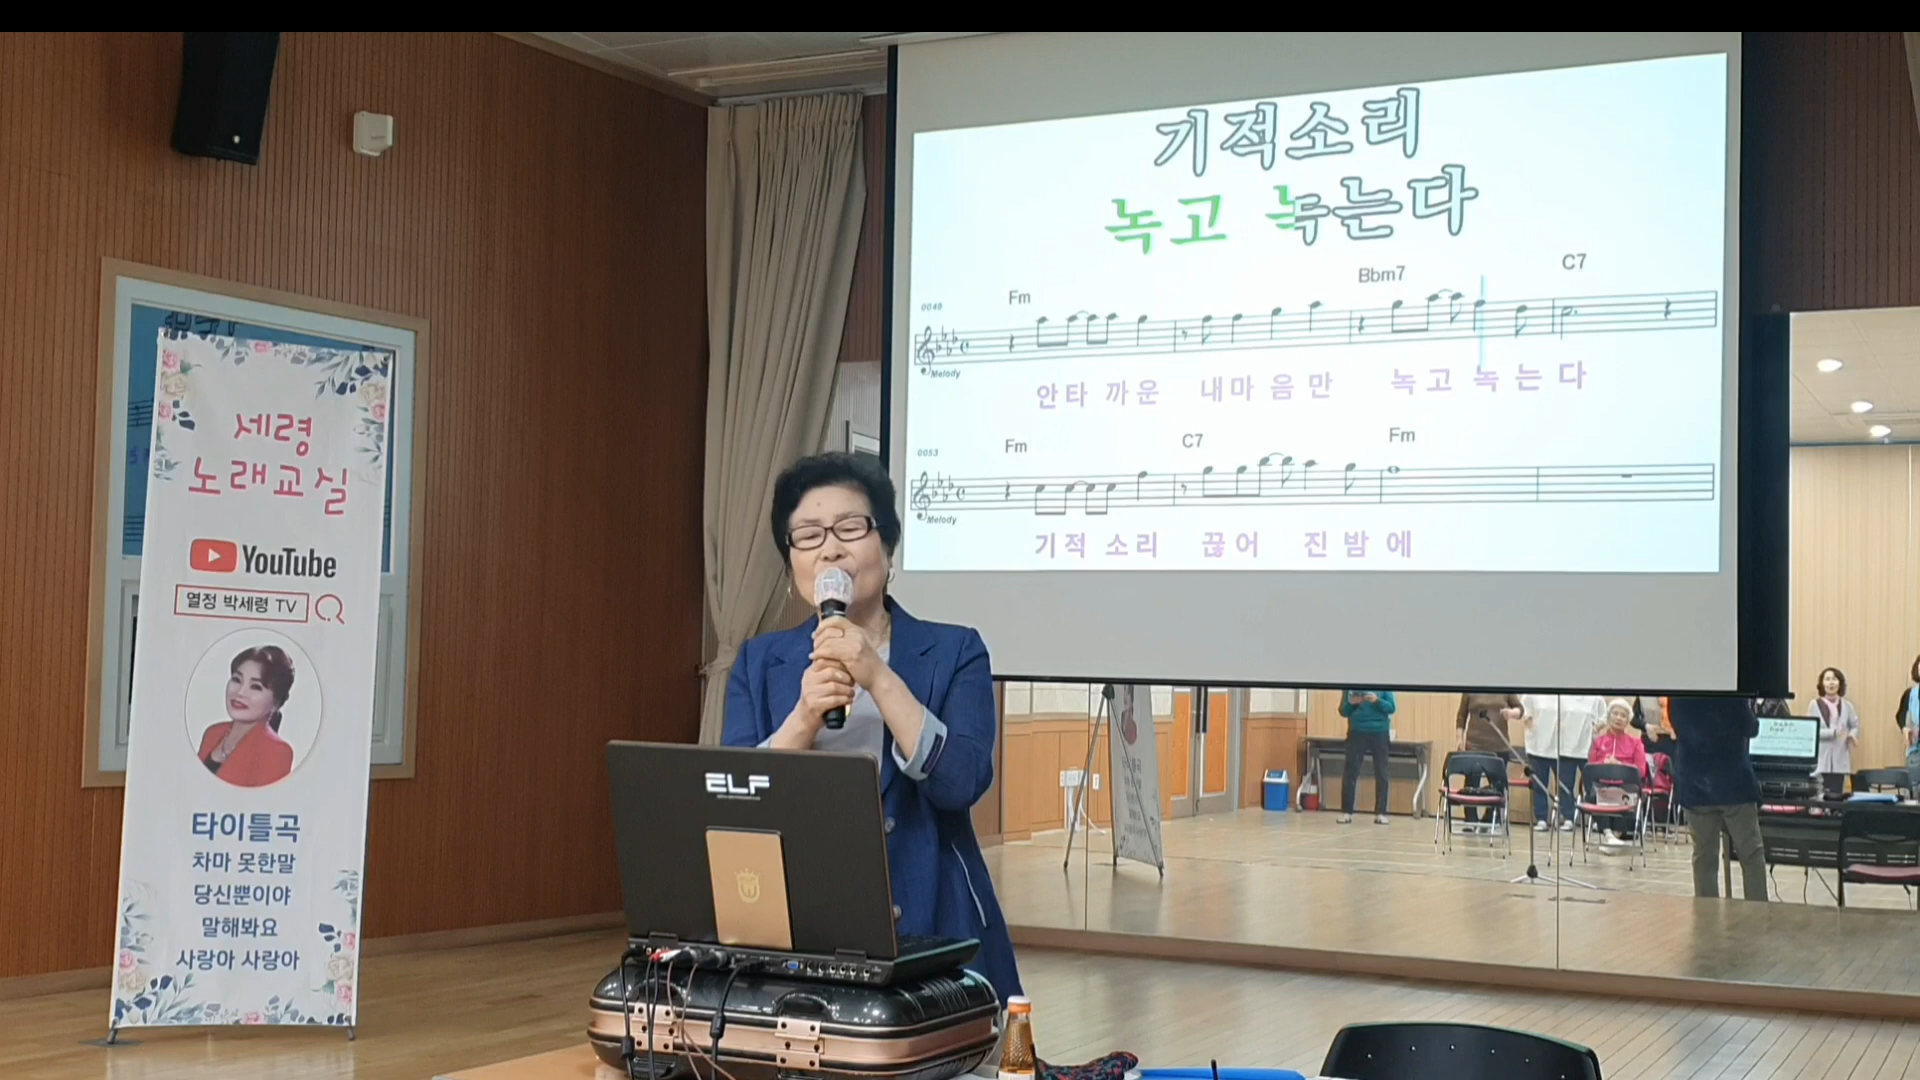 세령
노래교실
YouTube
열정 박세령 TV
타이틀곡
차마 못한말
당신뿐이야
말해봐요
사랑아 사랑아
기적소리
녹고 녹는다
Fm Bbm7 C7
0049
Melody
안타 까운 내마 음만 녹고 녹 는 다
Fm C7 Fm
0053
Melody
기적 소리 끊어 진 밤 에
ELF